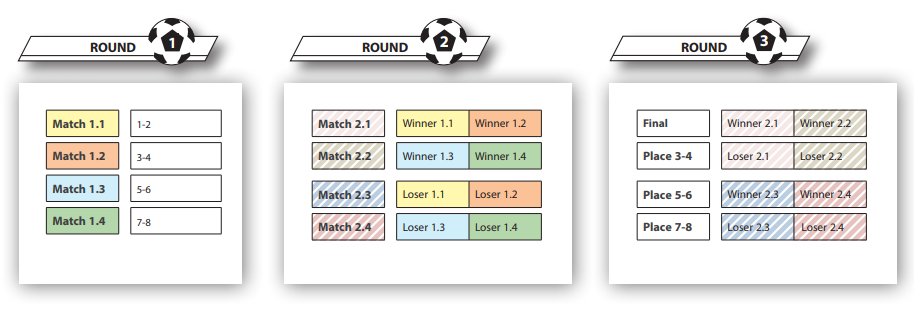 ROUND 1
Match 1.1 1-2
Match 1.2 3-4
Match 1.3 5-6
Match 1.4 7-8
ROUND 2
Match 2.1 Winner 1.1 Winner 1.2
Match 2.2 Winner 1.3 Winner 1.4
Match 2.3 Loser 1.1 Loser 1.2
Match 2.4 Loser 1.3 Loser 1.4
ROUND 3
Final Winner 2.1 Winner 2.2
Place 3-4 Loser 2.1 Loser 2.2
Place 5-6 Winner 2.3 Winner 2.4
Place 7-8 Loser 2.3 Loser 2.4